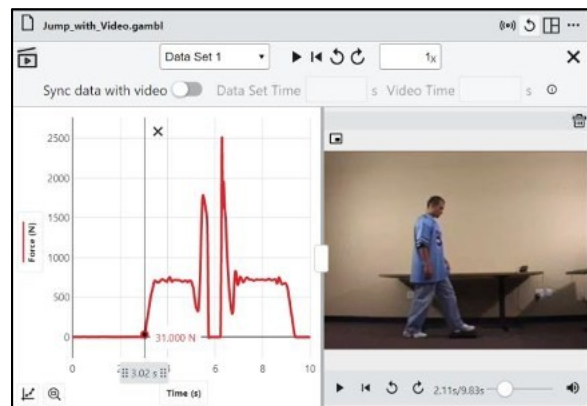 Jump_with_Video.gambl
Data Set 1
1x
Sync data with video
Data Set Time
s
Video Time
s
2500
2000
1500
1000
500
0
Force (N)
31.000 N
0
2
3.02 s
6
8
10
Time (s)
2.11s/9.83s